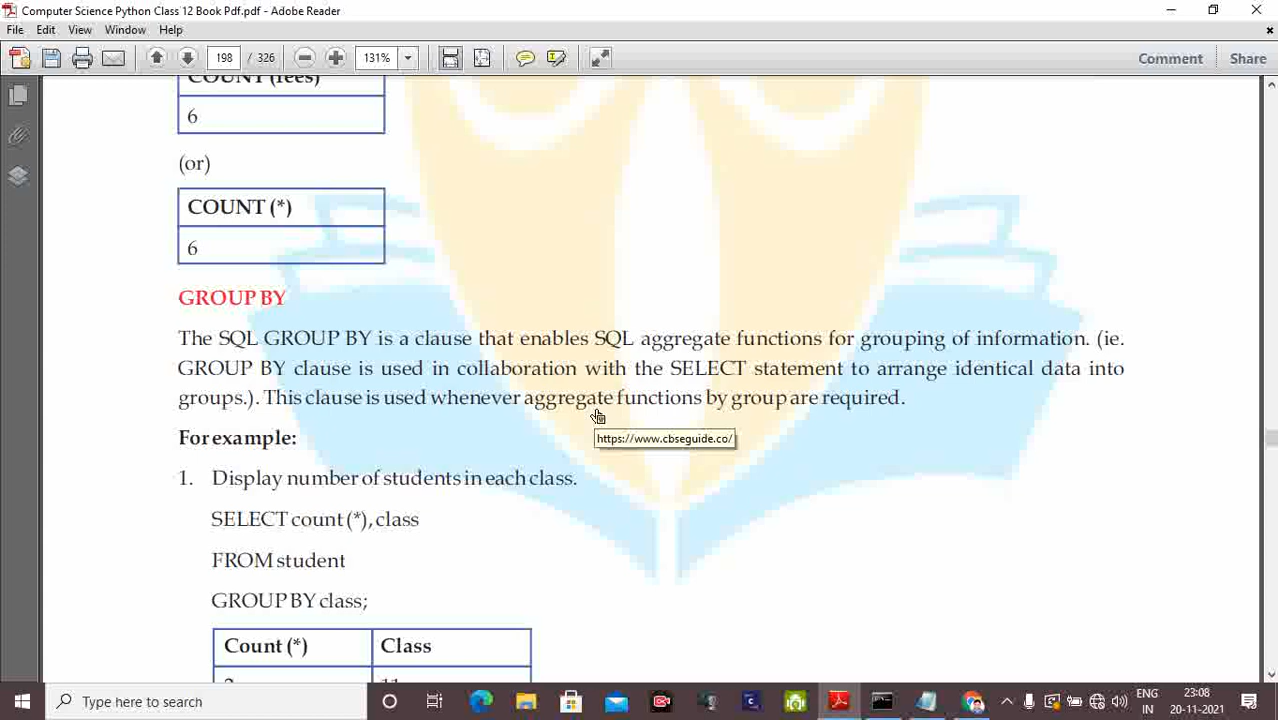 Computer Science Python Class 12 Book Pdf.pdf - Adobe Reader
File Edit View Window Help
198 / 326 131% Comment Share
COUNT (fees)
6
(or)
COUNT (*)
6
GROUP BY
The SQL GROUP BY is a clause that enables SQL aggregate functions for grouping of information. (ie.
GROUP BY clause is used in collaboration with the SELECT statement to arrange identical data into
groups.). This clause is used whenever aggregate functions by group are required.
https://www.cbseguide.co/
For example:
1. Display number of students in each class.
SELECT count (*), class
FROM student
GROUP BY class;
Count (*) Class
Type here to search
ENG 23:08
IN 20-11-2021